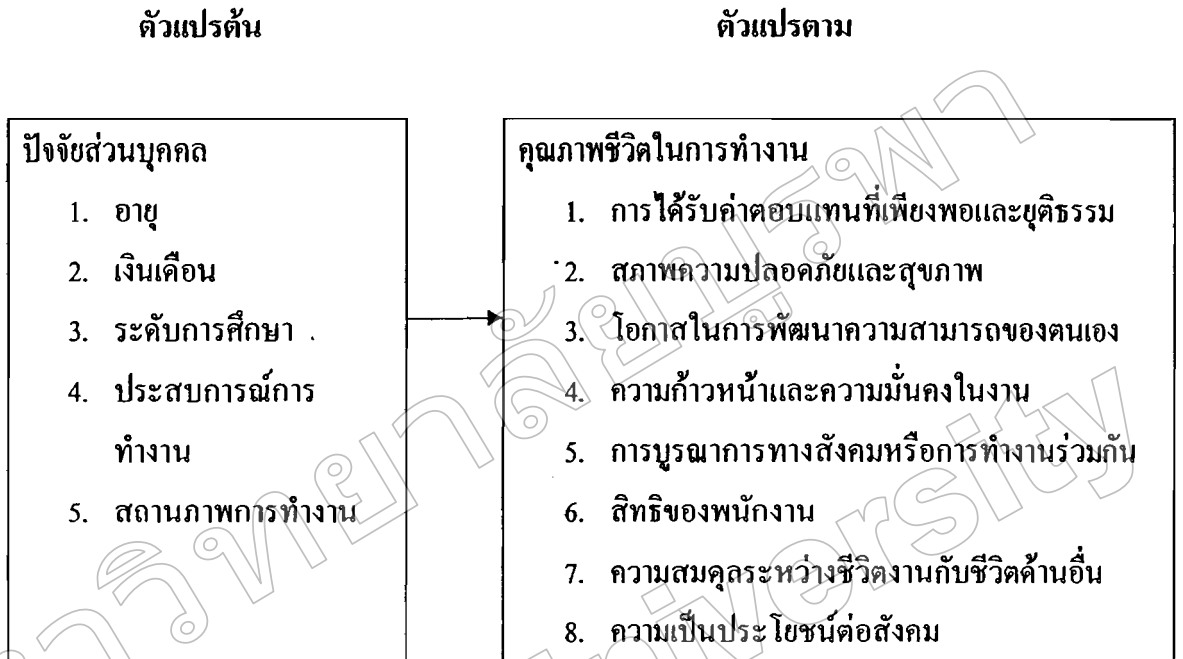 ตัวแปรต้น
ตัวแปรตาม
ปัจจัยส่วนบุคคล
1. อายุ
2. เงินเดือน
3. ระดับการศึกษา
4. ประสบการณ์การ
ทำงาน
5. สถานภาพการทำงาน
คุณภาพชีวิตในการทำงาน
1. การได้รับค่าตอบแทนที่เพียงพอและยุติธรรม
2. สภาพความปลอดภัยและสุขภาพ
3. โอกาสในการพัฒนาความสามารถของตนเอง
4. ความก้าวหน้าและความมั่นคงในงาน
5. การบูรณาการทางสังคมหรือการทำงานร่วมกัน
6. สิทธิของพนักงาน
7. ความสมดุลระหว่างชีวิตงานกับชีวิตด้านอื่น
8. ความเป็นประโยชน์ต่อสังคม
าวิทยาลัยบูรพา
University